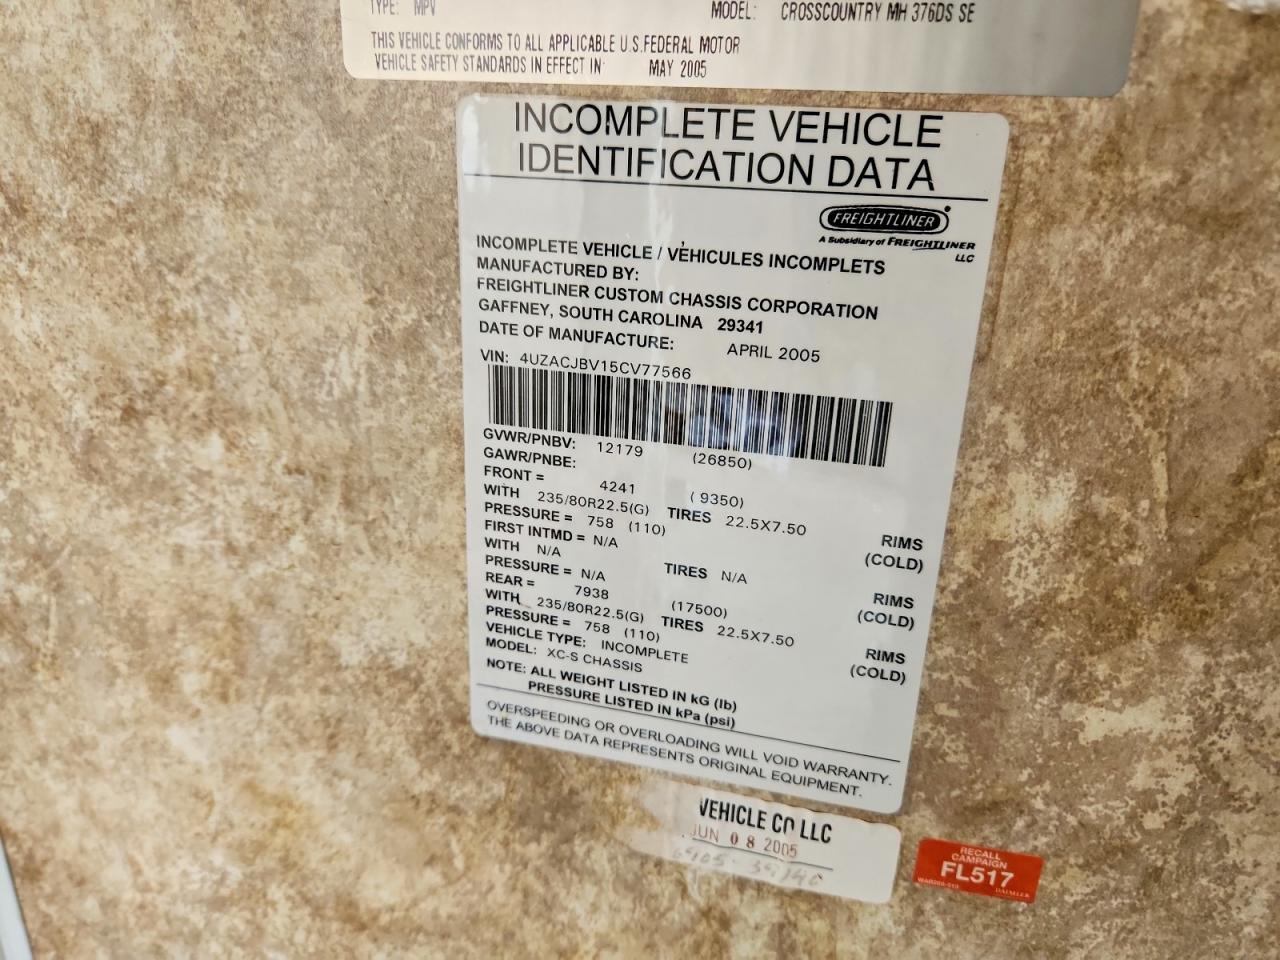 TYPE: MPV MODEL: CROSSCOUNTRY MH 376DS SE
THIS VEHICLE CONFORMS TO ALL APPLICABLE U.S.FEDERAL MOTOR
VEHICLE SAFETY STANDARDS IN EFFECT IN: MAY 2005
INCOMPLETE VEHICLE
IDENTIFICATION DATA
FREIGHTLINER
A Subsidiary of FREIGHTLINER
LLC
INCOMPLETE VEHICLE / VÉHICULES INCOMPLETS
MANUFACTURED BY:
FREIGHTLINER CUSTOM CHASSIS CORPORATION
GAFFNEY, SOUTH CAROLINA 29341
DATE OF MANUFACTURE: APRIL 2005
VIN: 4UZACJBV15CV77566
GVWR/PNBV: 12179 (26850)
GAWR/PNBE:
FRONT = 4241 ( 9350)
WITH 235/80R22.5(G) TIRES 22.5X7.50 RIMS
PRESSURE = 758 (110) (COLD)
FIRST INTMD = N/A
WITH N/A TIRES N/A RIMS
PRESSURE = N/A (COLD)
REAR = 7938 (17500)
WITH 235/80R22.5(G) TIRES 22.5X7.50 RIMS
PRESSURE = 758 (110) (COLD)
VEHICLE TYPE: INCOMPLETE
MODEL: XC-S CHASSIS
NOTE: ALL WEIGHT LISTED IN kG (lb)
PRESSURE LISTED IN kPa (psi)
OVERSPEEDING OR OVERLOADING WILL VOID WARRANTY.
THE ABOVE DATA REPRESENTS ORIGINAL EQUIPMENT.
VEHICLE CO LLC
JUN 08 2005
RECALL
CAMPAIGN
FL517
DAIMLER